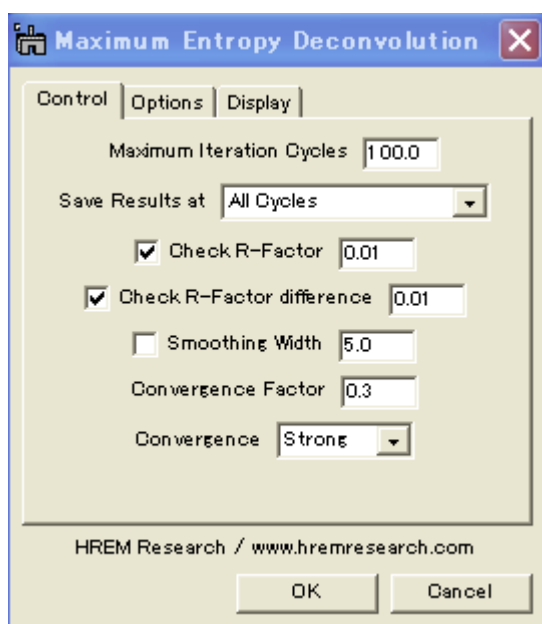 Maximum Entropy Deconvolution
Control Options Display
Maximum Iteration Cycles 100.0
Save Results at All Cycles
Check R-Factor 0.01
Check R-Factor difference 0.01
Smoothing Width 5.0
Convergence Factor 0.3
Convergence Strong
HREM Research / www.hremresearch.com
OK Cancel